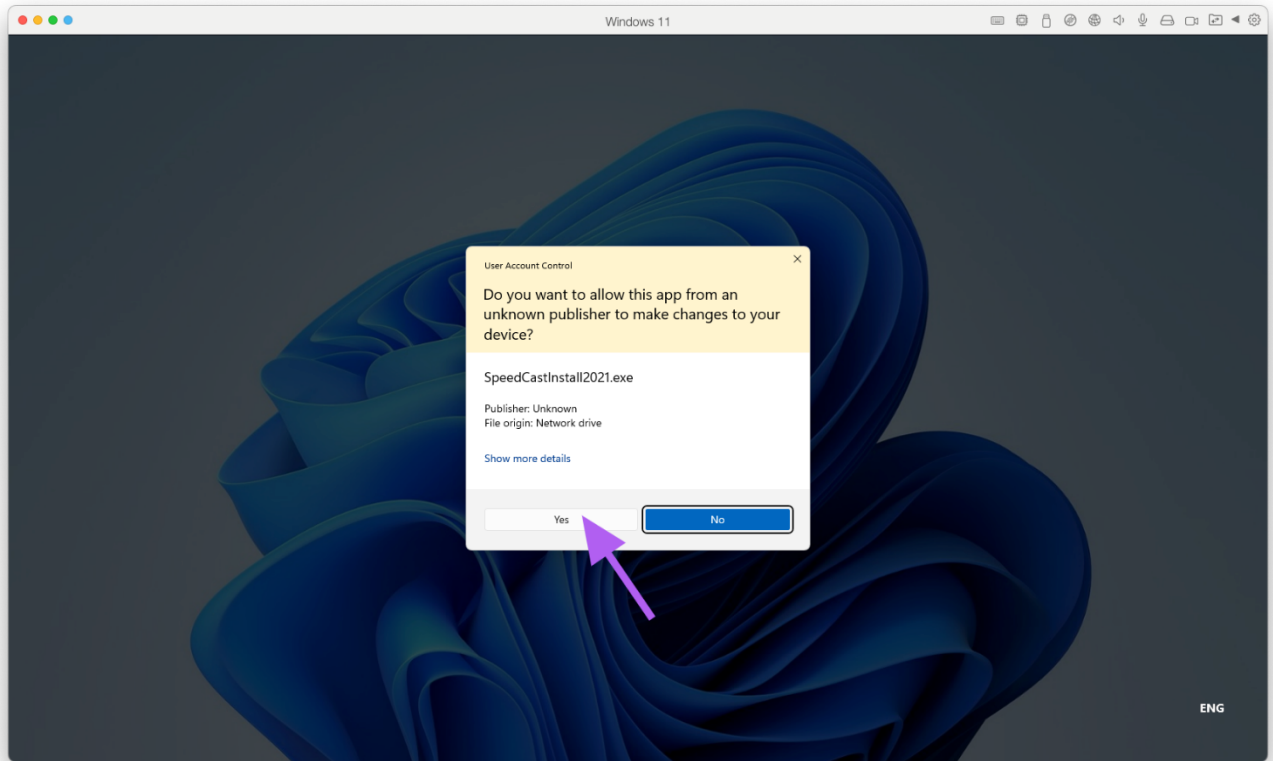 Windows 11
User Account Control
Do you want to allow this app from an
unknown publisher to make changes to your
device?
SpeedCastInstall2021.exe
Publisher: Unknown
File origin: Network drive
Show more details
Yes
No
ENG